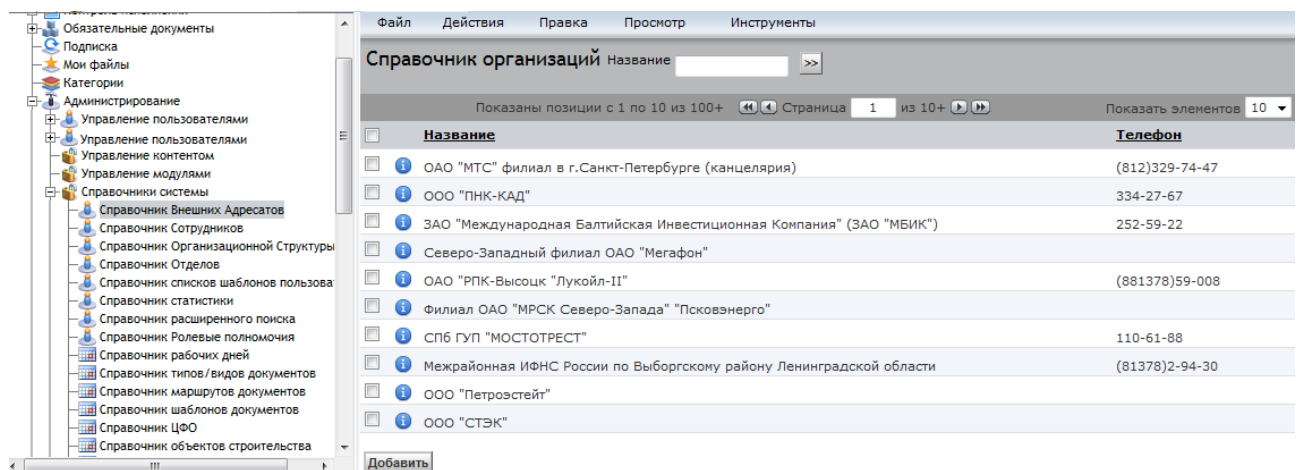 Обязательные документы
Подписка
Мои файлы
Категории
Администрирование
Управление пользователями
Управление пользователями
Управление контентом
Управление модулями
Справочники системы
Справочник Внешних Адресатов
Справочник Сотрудников
Справочник Организационной Структуры
Справочник Отделов
Справочник списков шаблонов пользова
Справочник статистики
Справочник расширенного поиска
Справочник Ролевые полномочия
Справочник рабочих дней
Справочник типов/видов документов
Справочник маршрутов документов
Справочник шаблонов документов
Справочник ЦФО
Справочник объектов строительства
Файл Действия Правка Просмотр Инструменты
Справочник организаций Название >>
Показаны позиции с 1 по 10 из 100+ Страница 1 из 10+ Показать элементов 10
Название Телефон
ОАО "МТС" филиал в г.Санкт-Петербурге (канцелярия) (812)329-74-47
ООО "ПНК-КАД" 334-27-67
ЗАО "Международная Балтийская Инвестиционная Компания" (ЗАО "МБИК") 252-59-22
Северо-Западный филиал ОАО "Мегафон"
ОАО "РПК-Высоцк "Лукойл-II" (881378)59-008
Филиал ОАО "МРСК Северо-Запада" "Псковэнерго"
СПб ГУП "МОСТОТРЕСТ" 110-61-88
Межрайонная ИФНС России по Выборгскому району Ленинградской области (81378)2-94-30
ООО "Петроэстейт"
ООО "СТЭК"
Добавить